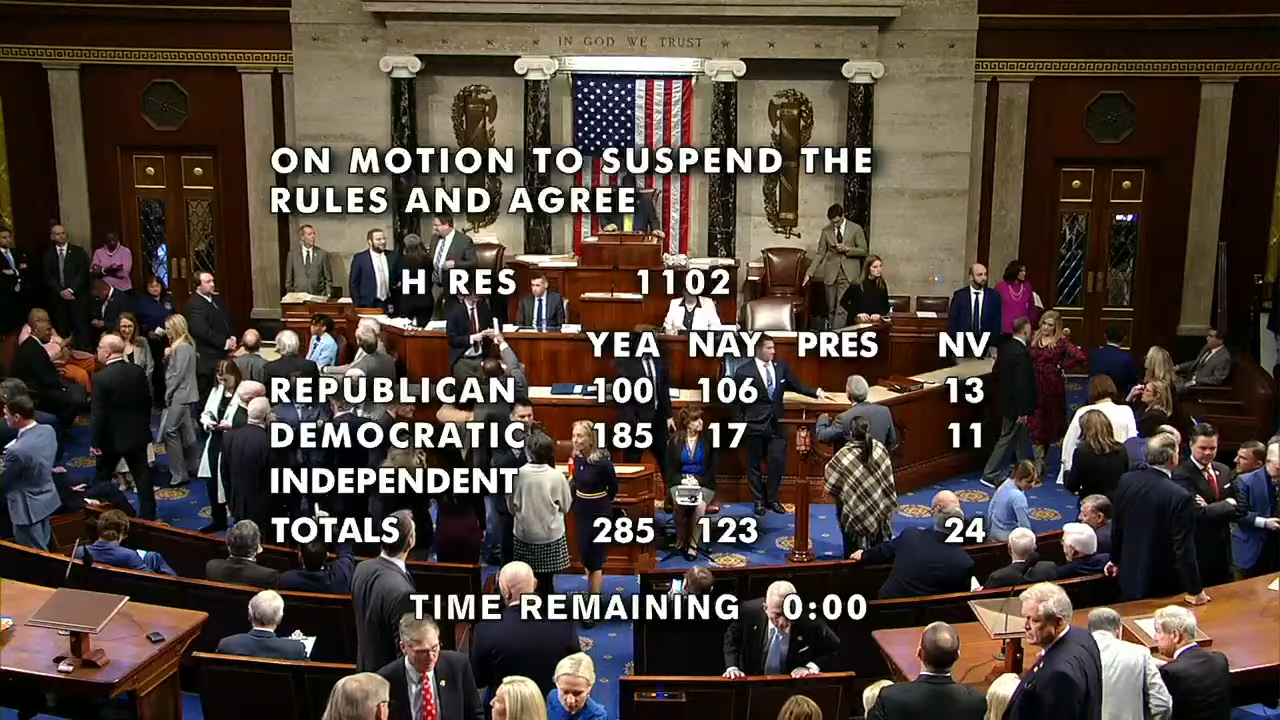 IN GOD WE TRUST
ON MOTION TO SUSPEND THE
RULES AND AGREE
H RES 1102
YEA NAY PRES NV
REPUBLICAN 100 106 13
DEMOCRATIC 185 17 11
INDEPENDENT
TOTALS 285 123 24
TIME REMAINING 0:00